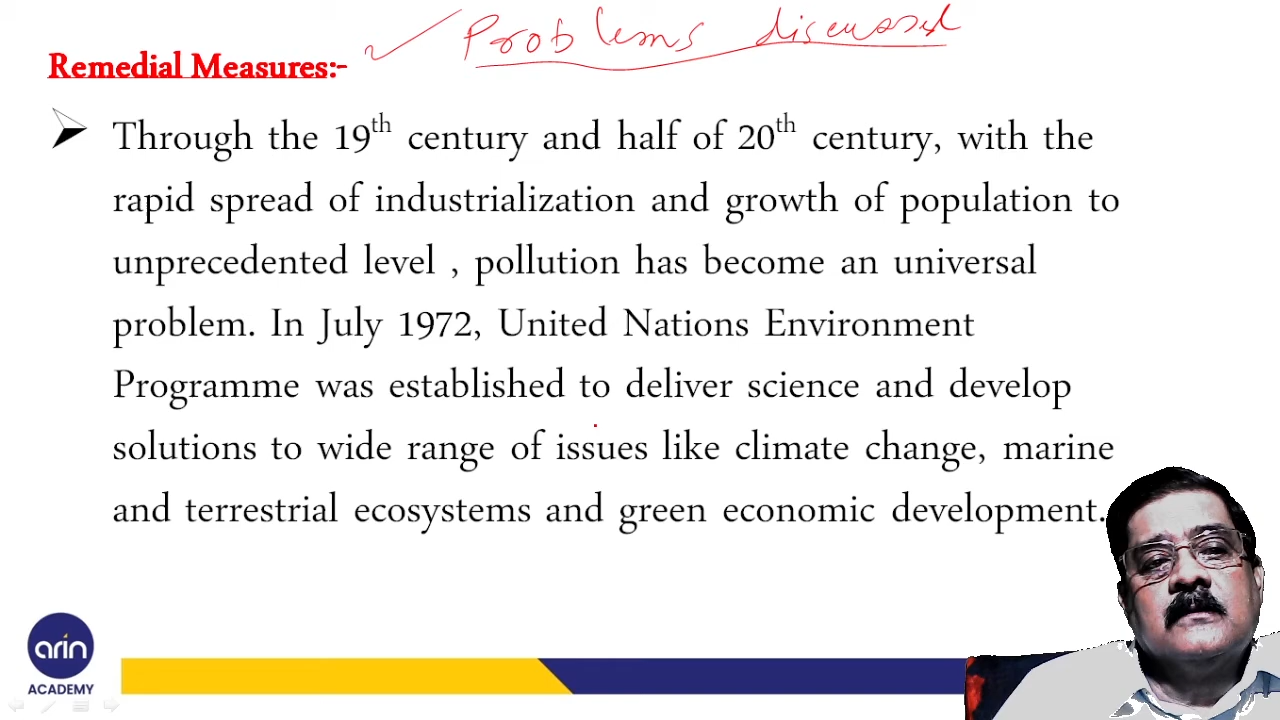 Problems discussed
Remedial Measures:-
Through the 19th century and half of 20th century, with the
rapid spread of industrialization and growth of population to
unprecedented level , pollution has become an universal
problem. In July 1972, United Nations Environment
Programme was established to deliver science and develop
solutions to wide range of issues like climate change, marine
and terrestrial ecosystems and green economic development.
arin
ACADEMY